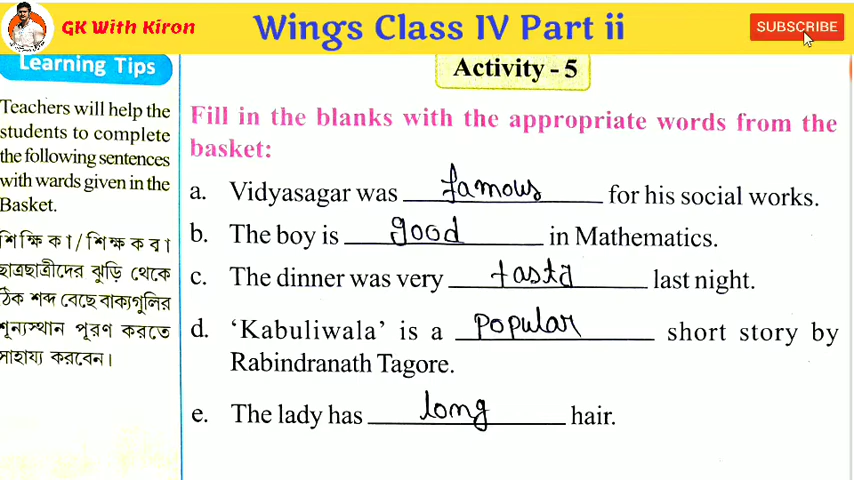 GK With Kiron
Wings Class IV Part ii
SUBSCRIBE
Learning Tips
Teachers will help the
students to complete
the following sentences
with wards given in the
Basket.
শিক্ষিকা/শিক্ষকরা
ছাত্রছাত্রীদের ঝুড়ি থেকে
ঠিক শব্দ বেছে বাক্যগুলির
শূন্যস্থান পূরণ করতে
সাহায্য করবেন।
Activity - 5
Fill in the blanks with the appropriate words from the
basket:
a. Vidyasagar was famous for his social works.
b. The boy is good in Mathematics.
c. The dinner was very last night.
d. 'Kabuliwala' is a popular short story by
Rabindranath Tagore.
e. The lady has long hair.